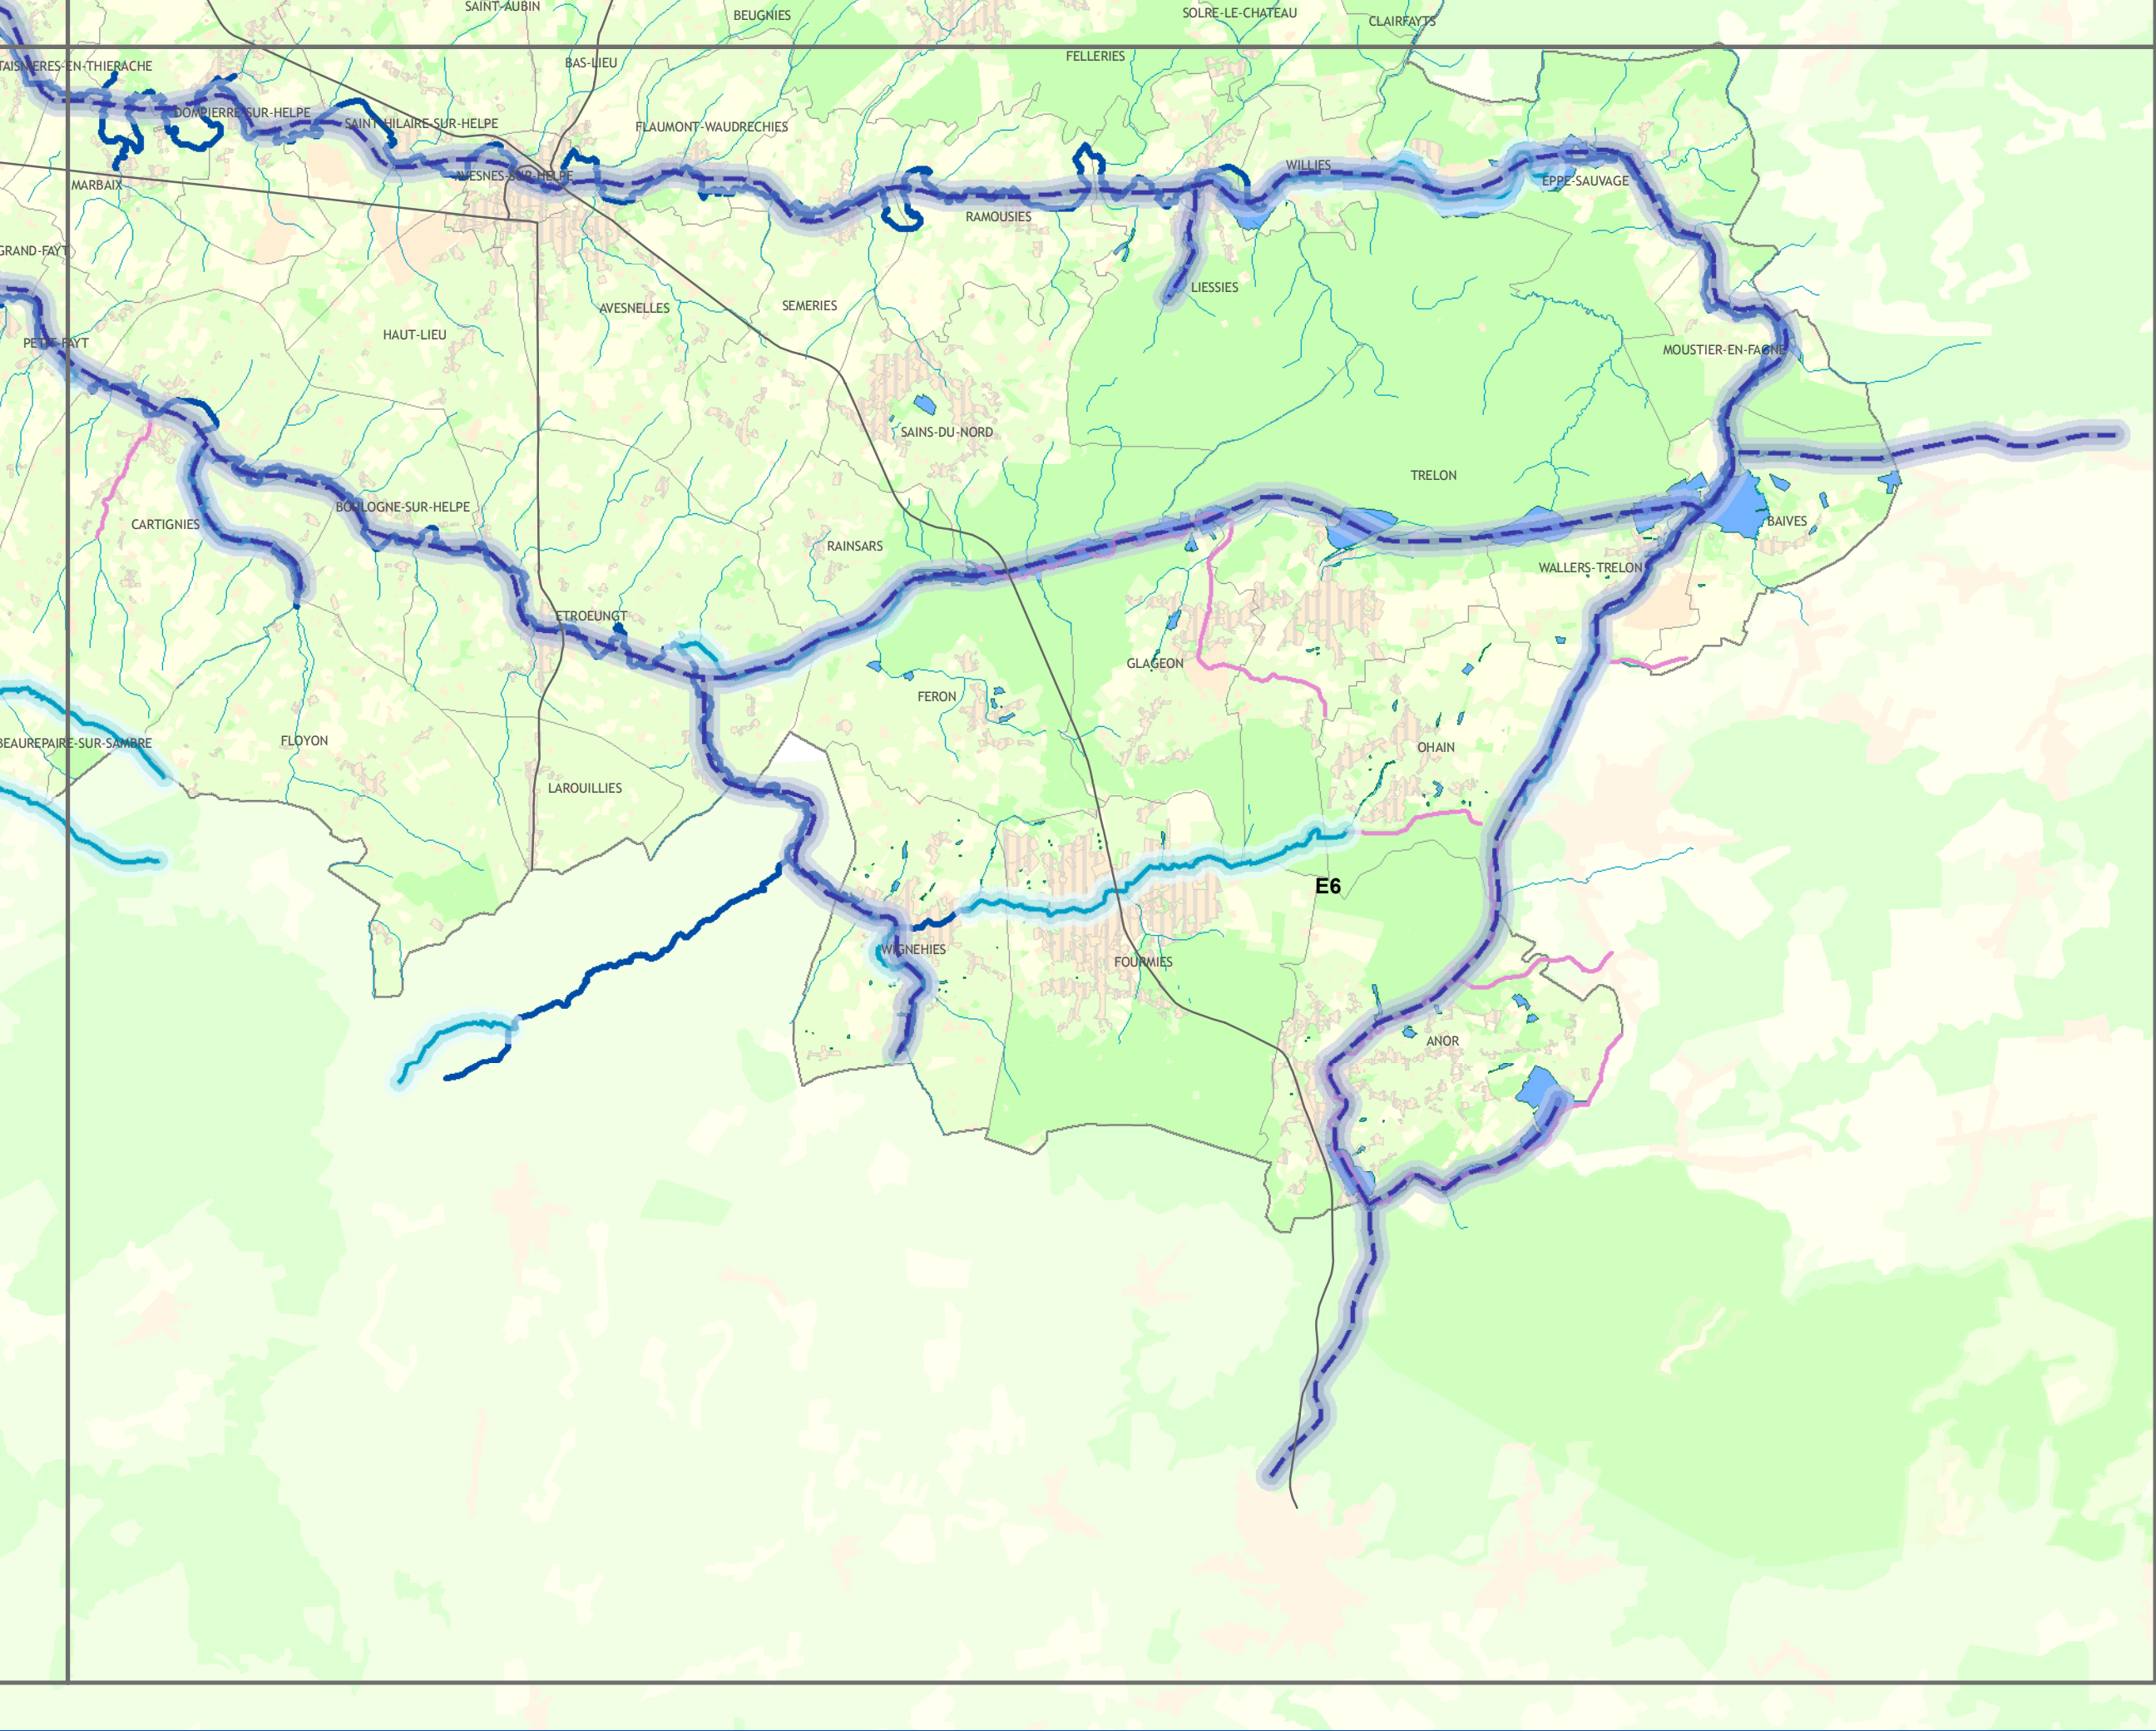 SAINT-AUBIN
BEUGNIES
SOLRE-LE-CHATEAU
CLAIRFAYTS
BAS-LIEU
FELLERIES
TAISNIERES-EN-THIERACHE
DOMPIERRE-SUR-HELPE
SAINT-HILAIRE-SUR-HELPE
FLAUMONT-WAUDRECHIES
WILLIES
AVESNES-SUR-HELPE
EPPE-SAUVAGE
MARBAIX
RAMOUSIES
GRAND-FAYT
LIESSIES
AVESNELLES
SEMERIES
HAUT-LIEU
PETIT-FAYT
MOUSTIER-EN-FAGNE
SAINS-DU-NORD
TRELON
BOULOGNE-SUR-HELPE
CARTIGNIES
BAIVES
RAINSARS
WALLERS-TRELON
ETROEUNGT
GLAGEON
FERON
FLOYON
BEAUREPAIRE-SUR-SAMBRE
OHAIN
LAROUILLIES
E6
WIGNEHIES
FOURMIES
ANOR